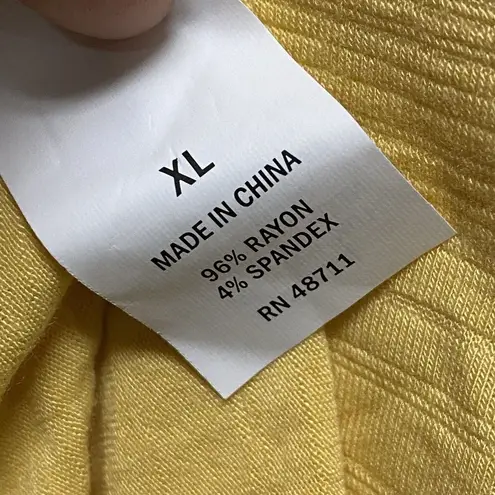 XL
MADE IN CHINA
96% RAYON
4% SPANDEX
RN 48711